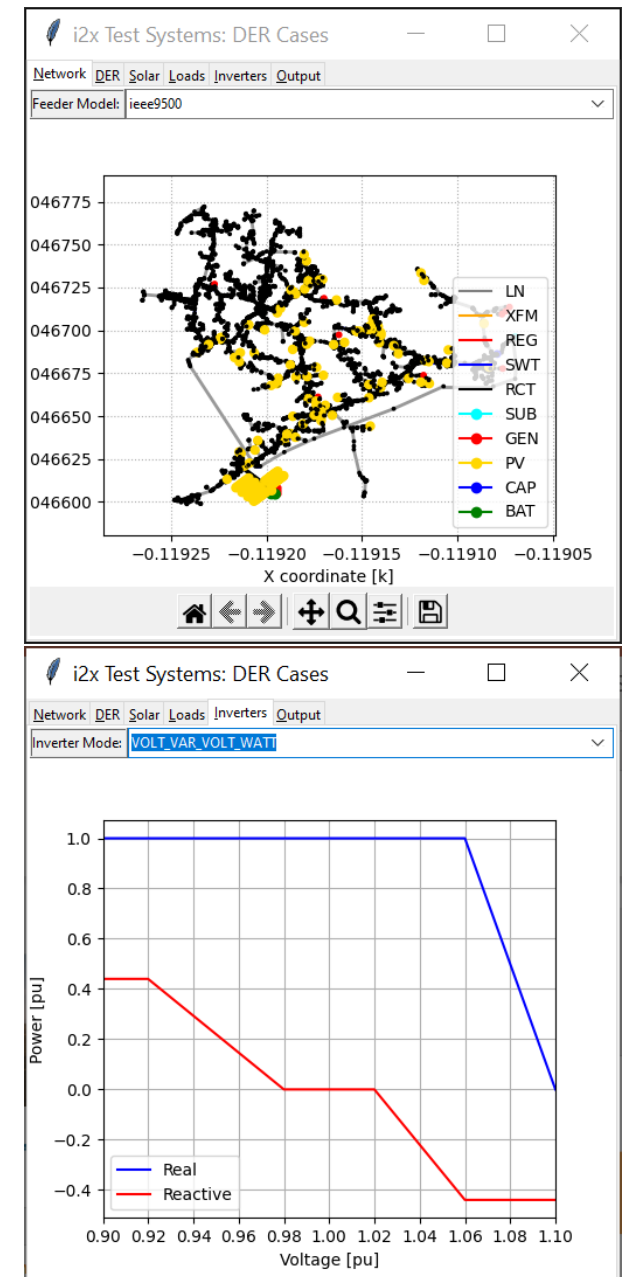 i2x Test Systems: DER Cases
Network DER Solar Loads Inverters Output
Feeder Model: ieee9500
046775
046750
046725
046700
046675
046650
046625
046600
LN
XFM
REG
SWT
RCT
SUB
GEN
PV
CAP
BAT
−0.11925 −0.11920 −0.11915 −0.11910 −0.11905
X coordinate [k]
i2x Test Systems: DER Cases
Network DER Solar Loads Inverters Output
Inverter Mode: VOLT_VAR_VOLT_WATT
1.0
0.8
0.6
0.4
0.2
0.0
−0.2
−0.4
Power [pu]
Real
Reactive
0.90 0.92 0.94 0.96 0.98 1.00 1.02 1.04 1.06 1.08 1.10
Voltage [pu]